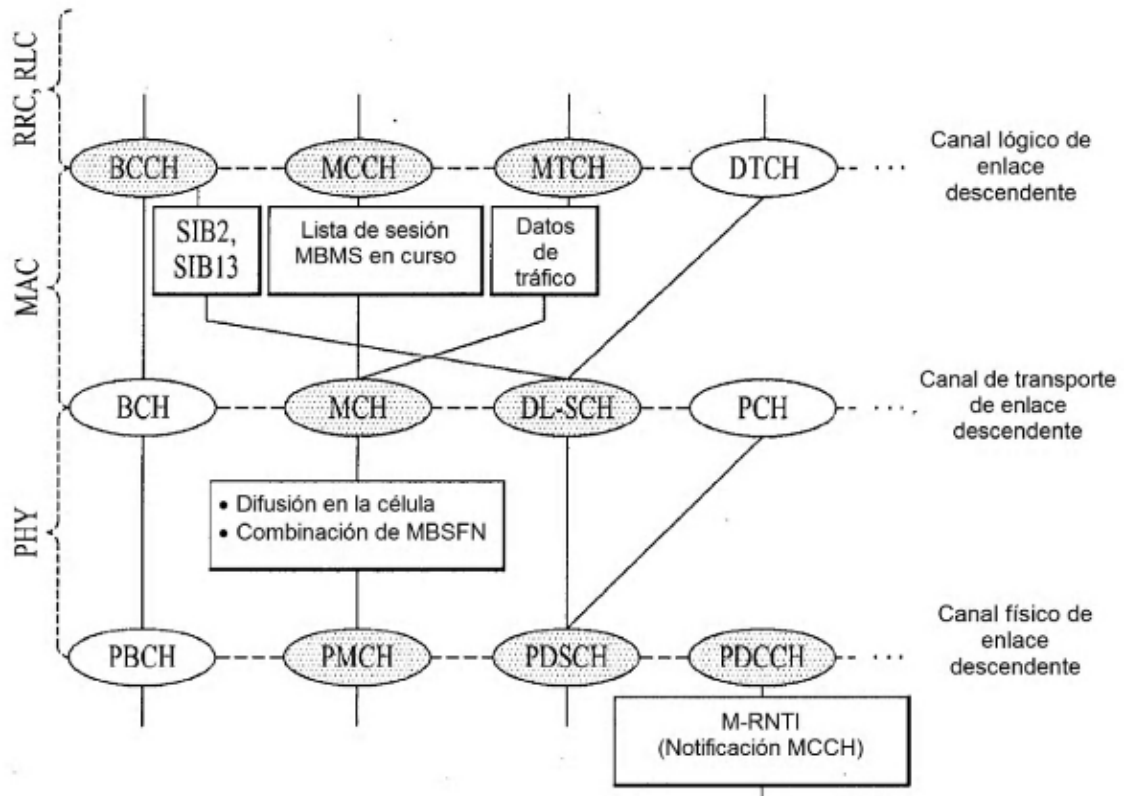 RRC, RLC
BCCH
MCCH
MTCH
DTCH
...
Canal lógico de
enlace
descendente
MAC
SIB2,
SIB13
Lista de sesión
MBMS en curso
Datos
de
tráfico
BCH
MCH
DL-SCH
PCH
...
Canal de transporte
de enlace
descendente
PHY
• Difusión en la célula
• Combinación de MBSFN
PBCH
PMCH
PDSCH
PDCCH
...
Canal físico de
enlace
descendente
M-RNTI
(Notificación MCCH)